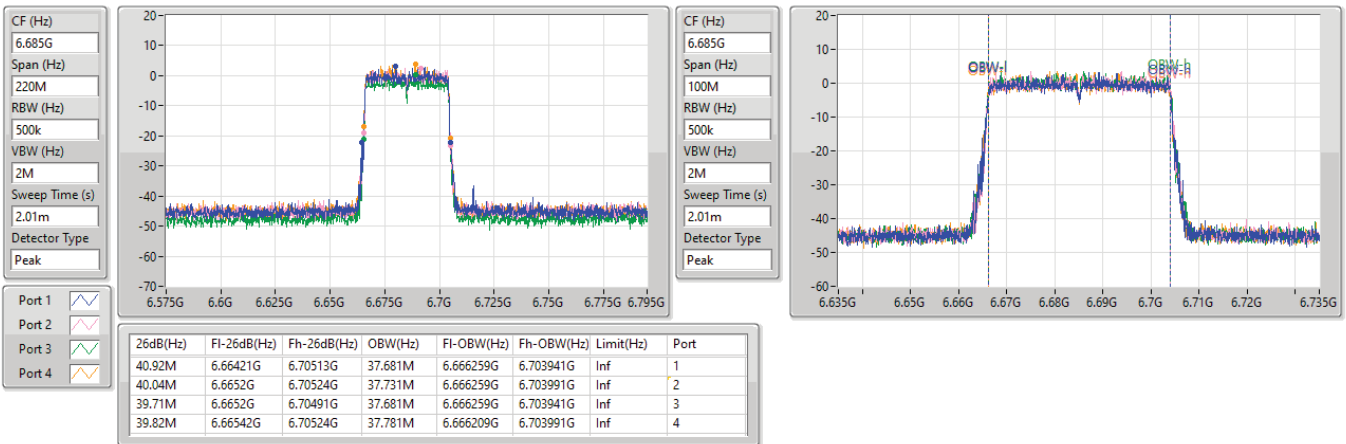 CF (Hz)
6.685G
Span (Hz)
220M
RBW (Hz)
500k
VBW (Hz)
2M
Sweep Time (s)
2.01m
Detector Type
Peak
20
10
0
-10
-20
-30
-40
-50
-60
-70
6.575G 6.6G 6.625G 6.65G 6.675G 6.7G 6.725G 6.75G 6.775G 6.795G
CF (Hz)
6.685G
Span (Hz)
100M
RBW (Hz)
500k
VBW (Hz)
2M
Sweep Time (s)
2.01m
Detector Type
Peak
20
10
0
-10
-20
-30
-40
-50
-60
OBW-l OBW-h
6.635G 6.65G 6.66G 6.67G 6.68G 6.69G 6.7G 6.71G 6.72G 6.735G
Port 1
Port 2
Port 3
Port 4
26dB(Hz) Fl-26dB(Hz) Fh-26dB(Hz) OBW(Hz) Fl-OBW(Hz) Fh-OBW(Hz) Limit(Hz) Port
40.92M 6.66421G 6.70513G 37.681M 6.666259G 6.703941G Inf 1
40.04M 6.6652G 6.70524G 37.731M 6.666259G 6.703991G Inf 2
39.71M 6.6652G 6.70491G 37.681M 6.666259G 6.703941G Inf 3
39.82M 6.66542G 6.70524G 37.781M 6.666209G 6.703991G Inf 4